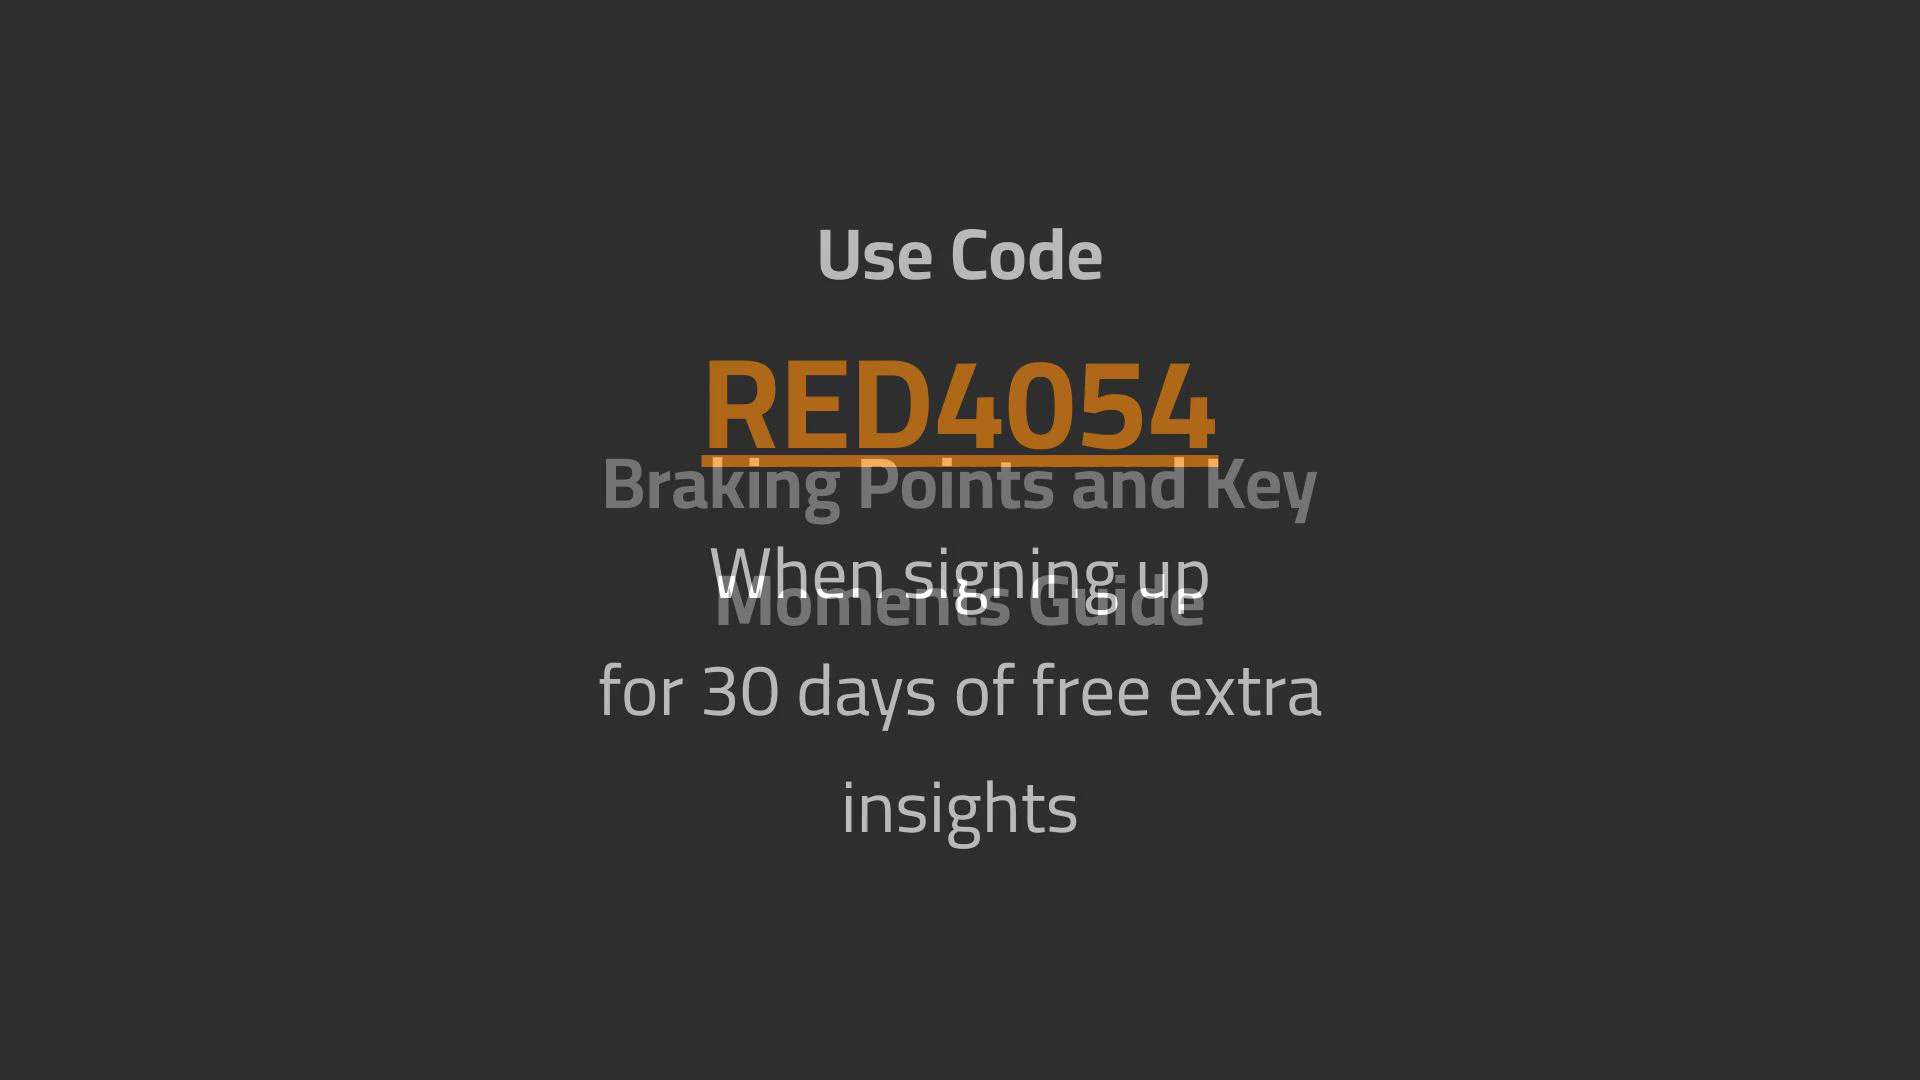 Use Code
RED4054
Braking Points and Key
When signing up
Moments Guide
for 30 days of free extra
insights